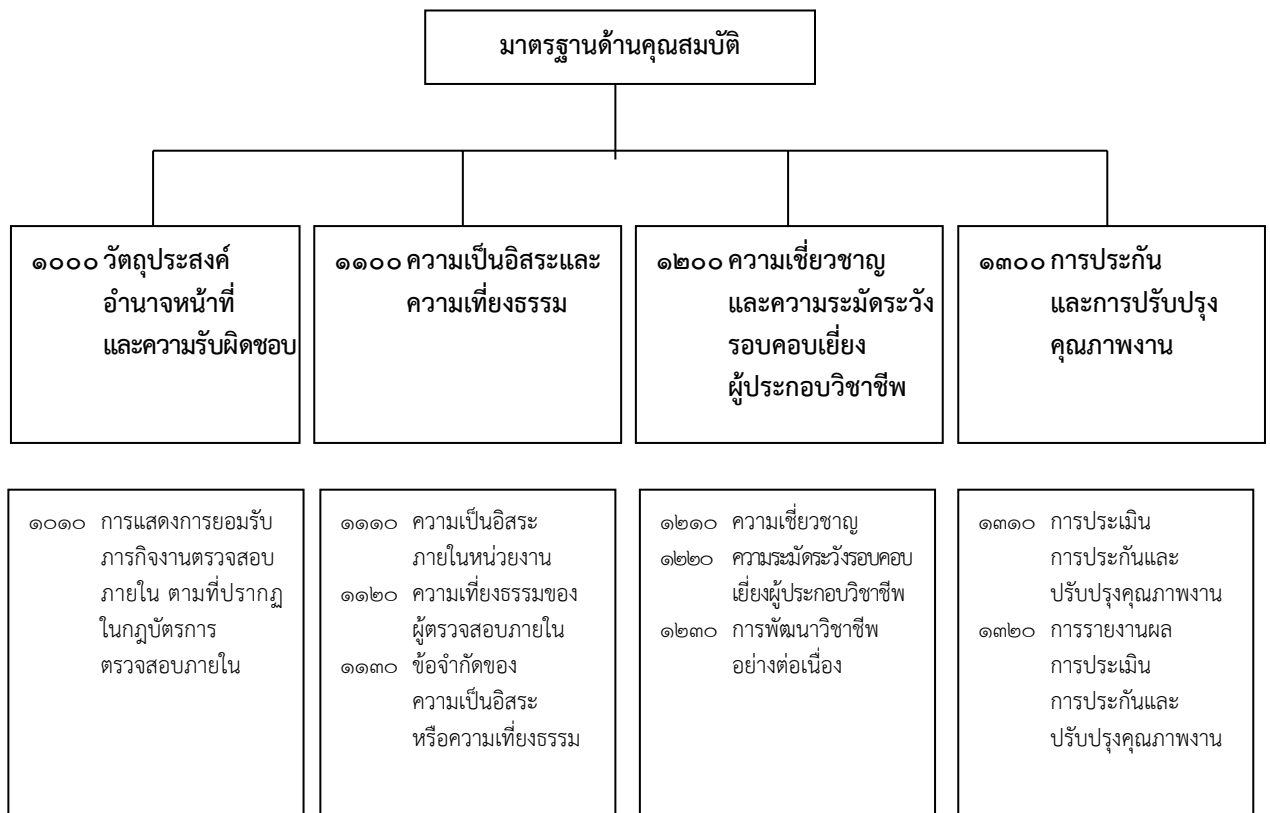 มาตรฐานด้านคุณสมบัติ
๑๐๐๐ วัตถุประสงค์
อำนาจหน้าที่
และความรับผิดชอบ
๑๑๐๐ ความเป็นอิสระและ
ความเที่ยงธรรม
๑๒๐๐ ความเชี่ยวชาญ
และความระมัดระวัง
รอบคอบเยี่ยง
ผู้ประกอบวิชาชีพ
๑๓๐๐ การประกัน
และการปรับปรุง
คุณภาพงาน
๑๐๑๐ การแสดงการยอมรับ
ภารกิจงานตรวจสอบ
ภายใน ตามที่ปรากฏ
ในกฎบัตรการ
ตรวจสอบภายใน
๑๑๑๐ ความเป็นอิสระ
ภายในหน่วยงาน
๑๑๒๐ ความเที่ยงธรรมของ
ผู้ตรวจสอบภายใน
๑๑๓๐ ข้อจำกัดของ
ความเป็นอิสระ
หรือความเที่ยงธรรม
๑๒๑๐ ความเชี่ยวชาญ
๑๒๒๐ ความระมัดระวังรอบคอบ
เยี่ยงผู้ประกอบวิชาชีพ
๑๒๓๐ การพัฒนาวิชาชีพ
อย่างต่อเนื่อง
๑๓๑๐ การประเมิน
การประกันและ
ปรับปรุงคุณภาพงาน
๑๓๒๐ การรายงานผล
การประเมิน
การประกันและ
ปรับปรุงคุณภาพงาน